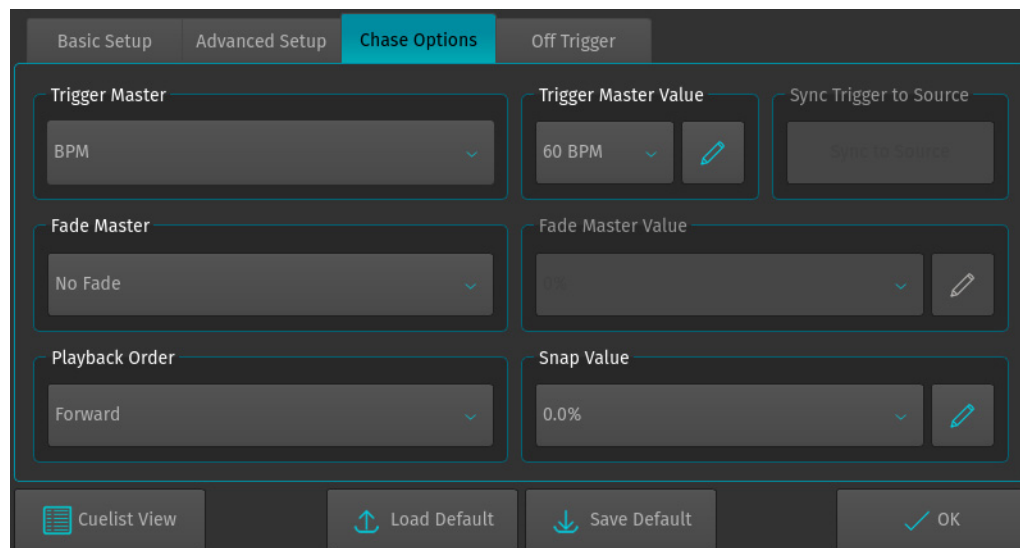 Basic Setup Advanced Setup Chase Options Off Trigger
Trigger Master Trigger Master Value Sync Trigger to Source
BPM 60 BPM Sync to Source
Fade Master Fade Master Value
No Fade 0%
Playback Order Snap Value
Forward 0.0%
Cuelist View Load Default Save Default OK